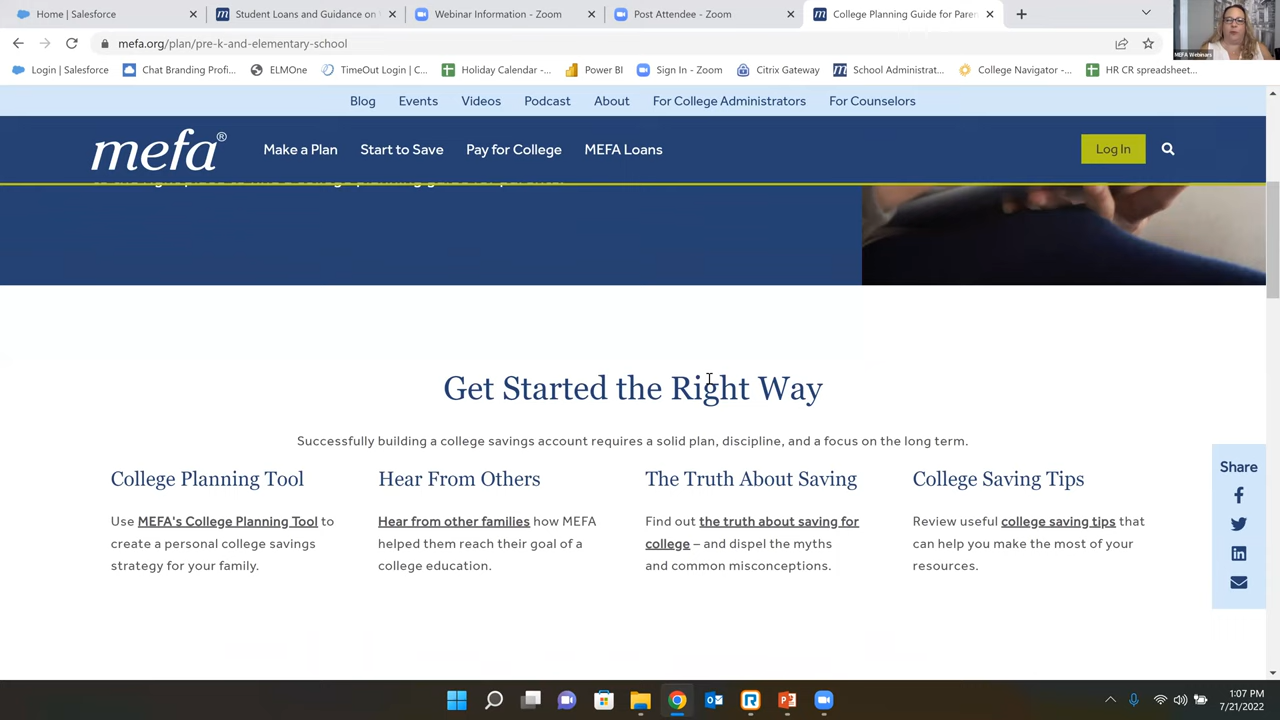 Home | Salesforce
Student Loans and Guidance on
Webinar Information - Zoom
Post Attendee - Zoom
College Planning Guide for Paren
mefa.org/plan/pre-k-and-elementary-school
Login | Salesforce
Chat Branding Profi...
ELMOne
TimeOut Login | C...
Holiday Calendar -...
Power BI
Sign In - Zoom
Citrix Gateway
School Administrat...
College Navigator -...
HR CR spreadsheet...
MEFA Webinars
Blog Events Videos Podcast About For College Administrators For Counselors
mefa®
Make a Plan Start to Save Pay for College MEFA Loans
Log In
Get Started the Right Way
Successfully building a college savings account requires a solid plan, discipline, and a focus on the long term.
College Planning Tool
Use MEFA's College Planning Tool to
create a personal college savings
strategy for your family.
Hear From Others
Hear from other families how MEFA
helped them reach their goal of a
college education.
The Truth About Saving
Find out the truth about saving for
college – and dispel the myths
and common misconceptions.
College Saving Tips
Review useful college saving tips that
can help you make the most of your
resources.
Share
1:07 PM
7/21/2022